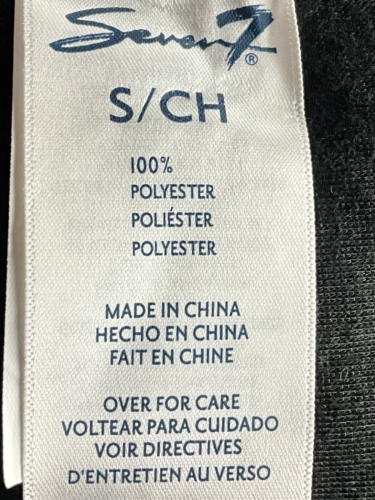 Seven7®
S/CH
100%
POLYESTER
POLIÉSTER
POLYESTER
MADE IN CHINA
HECHO EN CHINA
FAIT EN CHINE
OVER FOR CARE
VOLTEAR PARA CUIDADO
VOIR DIRECTIVES
D'ENTRETIEN AU VERSO